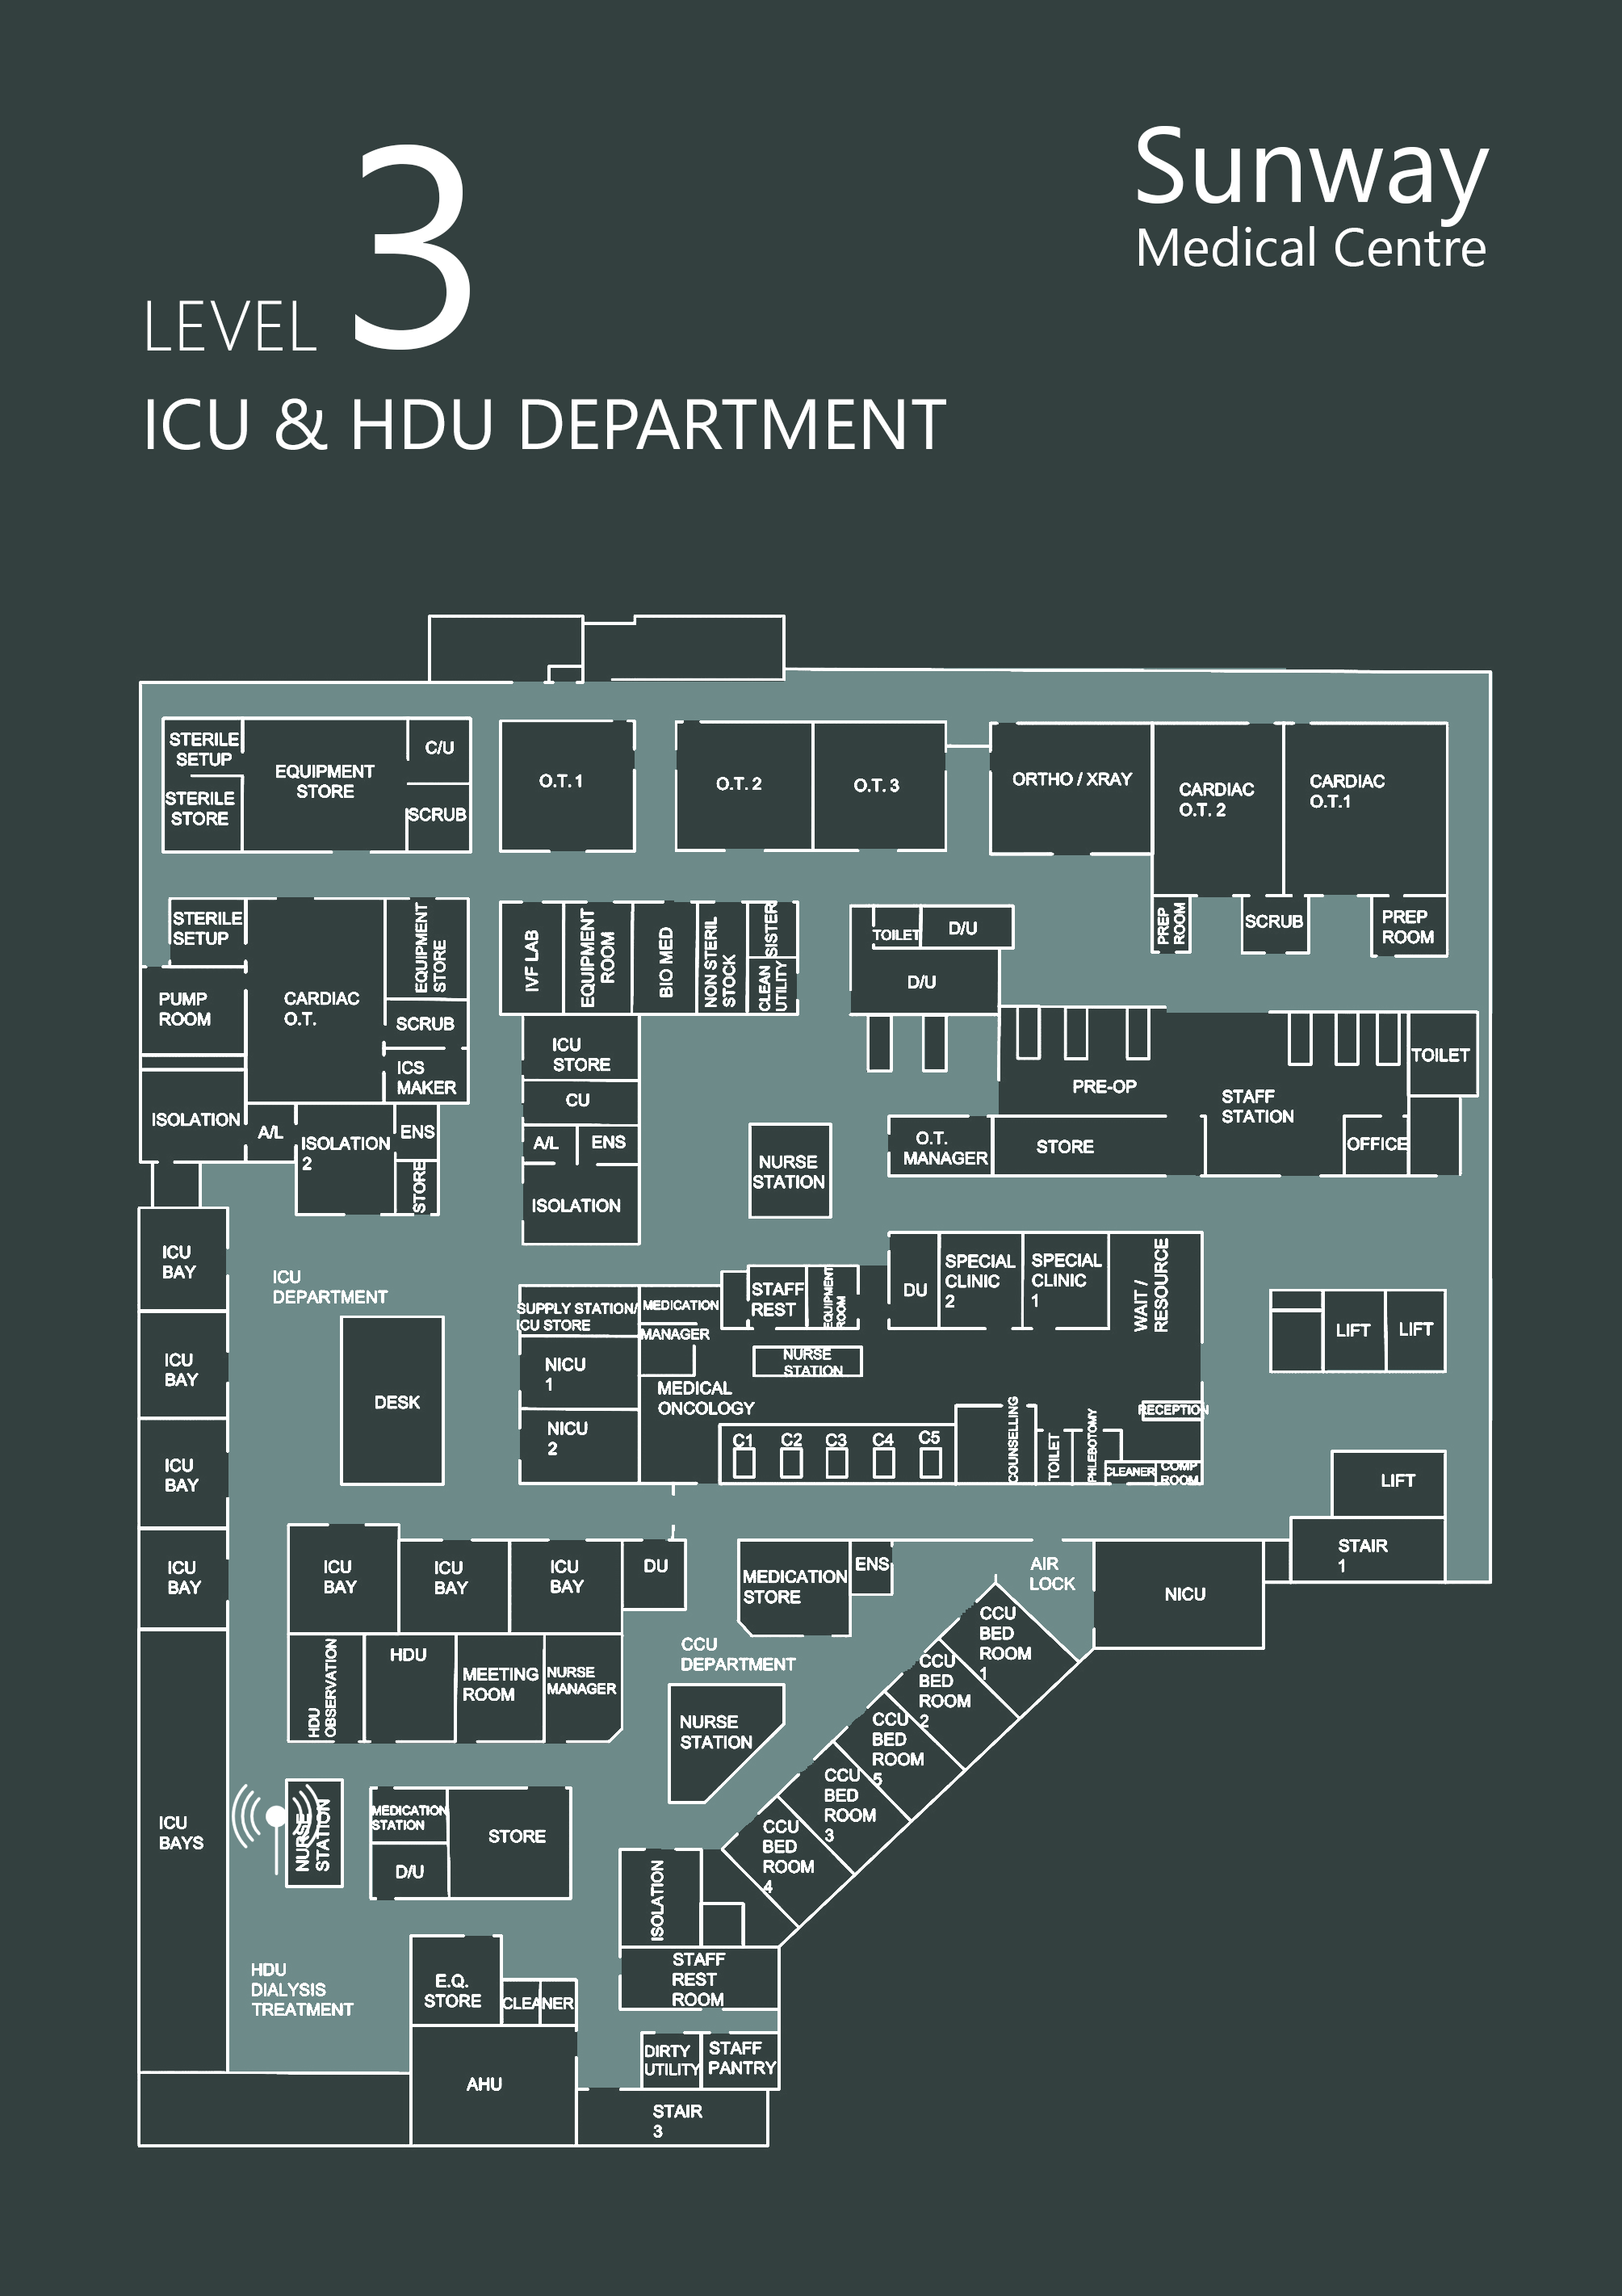 Sunway
Medical Centre
LEVEL 3
ICU & HDU DEPARTMENT
STERILE
SETUP
STERILE
STORE
EQUIPMENT
STORE
C/U
SCRUB
O.T. 1
O.T. 2
O.T. 3
ORTHO / XRAY
CARDIAC
O.T. 2
CARDIAC
O.T.1
PREP
ROOM
SCRUB
PREP
ROOM
STERILE
SETUP
PUMP
ROOM
CARDIAC
O.T.
EQUIPMENT
STORE
SCRUB
ICS
MAKER
ISOLATION
A/L
ISOLATION
2
ENS
STORE
IVF LAB
EQUIPMENT
ROOM
BIO MED
NON STERIL
STOCK
SISTER
CLEAN
UTILITY
TOILET
D/U
D/U
ICU
STORE
CU
A/L
ENS
ISOLATION
NURSE
STATION
PRE-OP
STAFF
STATION
TOILET
O.T.
MANAGER
STORE
OFFICE
ICU
BAY
ICU
BAY
ICU
BAY
ICU
BAY
ICU
DEPARTMENT
DESK
SUPPLY STATION/
ICU STORE
MEDICATION
MANAGER
NICU
1
NICU
2
STAFF
REST
EQUIPMENT
ROOM
DU
SPECIAL
CLINIC
2
SPECIAL
CLINIC
1
WAIT /
RESOURCE
NURSE
STATION
MEDICAL
ONCOLOGY
C1
C2
C3
C4
C5
COUNSELLING
TOILET
PHLEBOTOMY
RECEPTION
CLEANER
COMP
ROOM
LIFT
LIFT
LIFT
STAIR
1
ICU
BAY
ICU
BAY
ICU
BAY
DU
MEDICATION
STORE
ENS
AIR
LOCK
NICU
HDU
OBSERVATION
HDU
MEETING
ROOM
NURSE
MANAGER
CCU
DEPARTMENT
NURSE
STATION
CCU
BED
ROOM
1
CCU
BED
ROOM
2
CCU
BED
ROOM
5
CCU
BED
ROOM
3
CCU
BED
ROOM
4
ICU
BAYS
NURSE
STATION
MEDICATION
STATION
D/U
STORE
ISOLATION
HDU
DIALYSIS
TREATMENT
E.Q.
STORE
CLEANER
STAFF
REST
ROOM
AHU
DIRTY
UTILITY
STAFF
PANTRY
STAIR
3